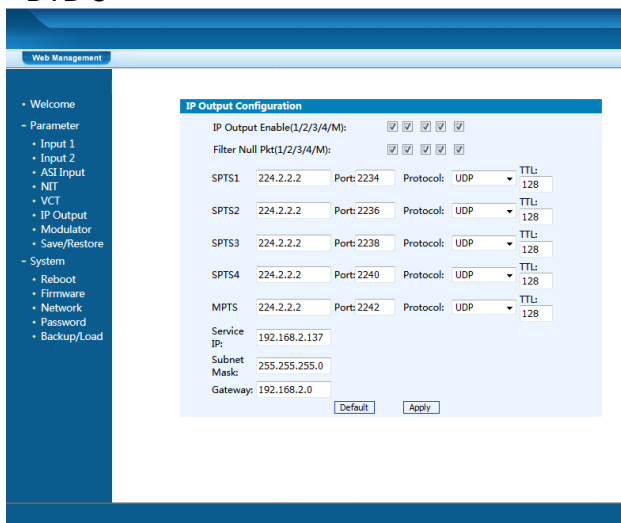 Web Management
• Welcome
- Parameter
• Input 1
• Input 2
• ASI Input
• NIT
• VCT
• IP Output
• Modulator
• Save/Restore
- System
• Reboot
• Firmware
• Network
• Password
• Backup/Load
IP Output Configuration
IP Output Enable(1/2/3/4/M):
Filter Null Pkt(1/2/3/4/M):
SPTS1 224.2.2.2 Port: 2234 Protocol: UDP TTL: 128
SPTS2 224.2.2.2 Port: 2236 Protocol: UDP TTL: 128
SPTS3 224.2.2.2 Port: 2238 Protocol: UDP TTL: 128
SPTS4 224.2.2.2 Port: 2240 Protocol: UDP TTL: 128
MPTS 224.2.2.2 Port: 2242 Protocol: UDP TTL: 128
Service IP: 192.168.2.137
Subnet Mask: 255.255.255.0
Gateway: 192.168.2.0
Default Apply